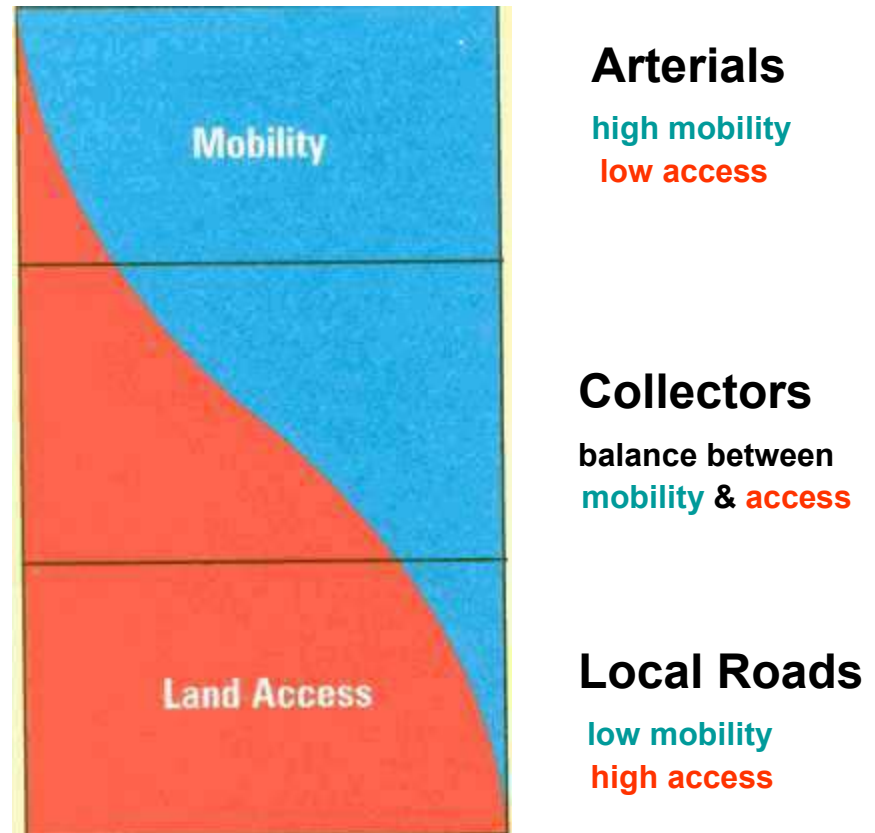 Mobility
Land Access
Arterials
high mobility
low access
Collectors
balance between
mobility & access
Local Roads
low mobility
high access